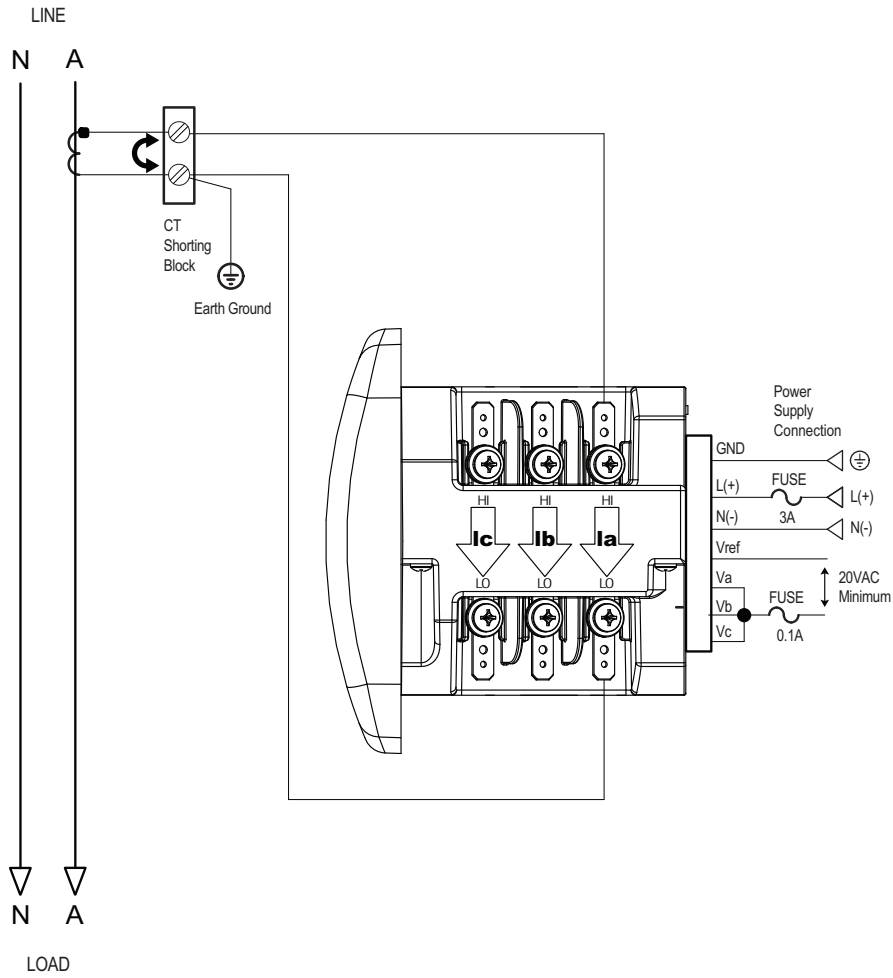 LINE
N
A
CT
Shorting
Block
Earth Ground
Power
Supply
Connection
GND
L(+)
FUSE
L(+)
N(-)
3A
N(-)
Vref
HI
HI
HI
Ic
Ib
Ia
LO
LO
LO
Va
Vb
Vc
FUSE
0.1A
20VAC
Minimum
N
A
LOAD